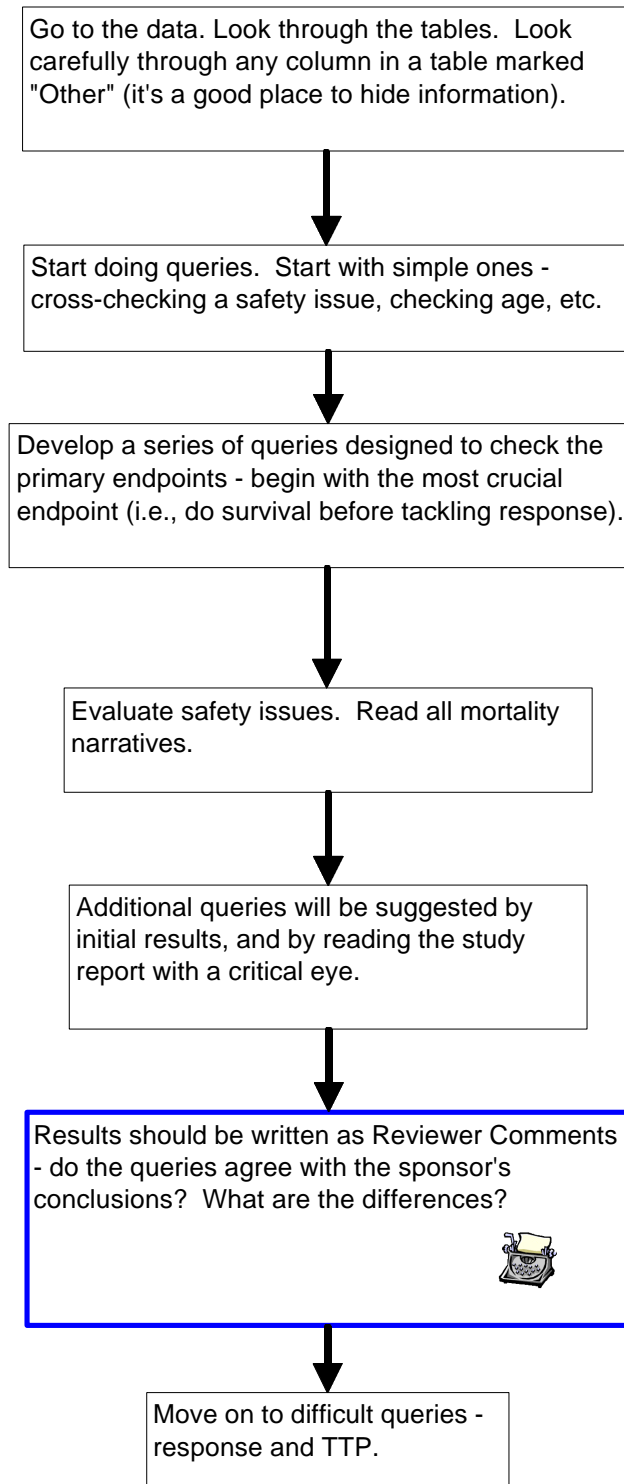 Go to the data. Look through the tables.  Look
carefully through any column in a table marked
"Other" (it's a good place to hide information).
Start doing queries.  Start with simple ones -
cross-checking a safety issue, checking age, etc.
Develop a series of queries designed to check the
primary endpoints - begin with the most crucial
endpoint (i.e., do survival before tackling response).
Evaluate safety issues.  Read all mortality
narratives.
Additional queries will be suggested by
initial results, and by reading the study
report with a critical eye.
Results should be written as Reviewer Comments
- do the queries agree with the sponsor's
conclusions?  What are the differences?
Move on to difficult queries -
response and TTP.